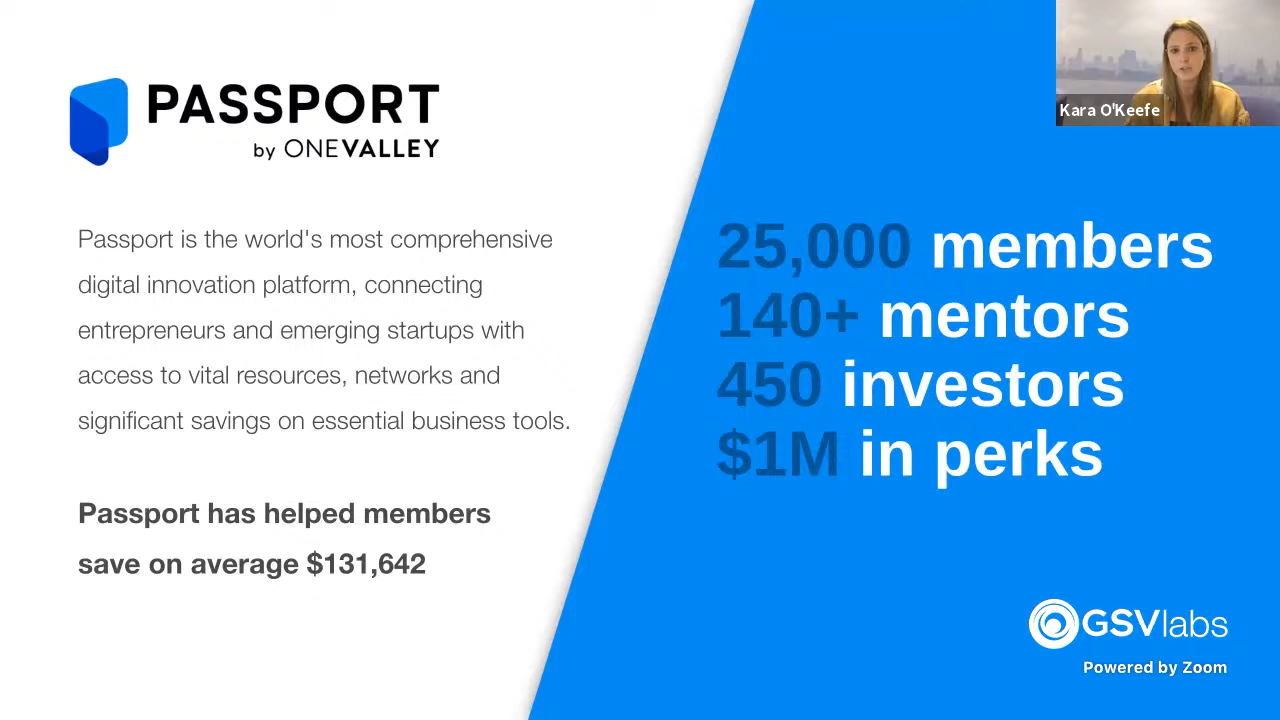 PASSPORT
by ONEVALLEY
Passport is the world's most comprehensive
digital innovation platform, connecting
entrepreneurs and emerging startups with
access to vital resources, networks and
significant savings on essential business tools.
Passport has helped members
save on average $131,642
Kara O'Keefe
25,000 members
140+ mentors
450 investors
$1M in perks
GSVlabs
Powered by Zoom